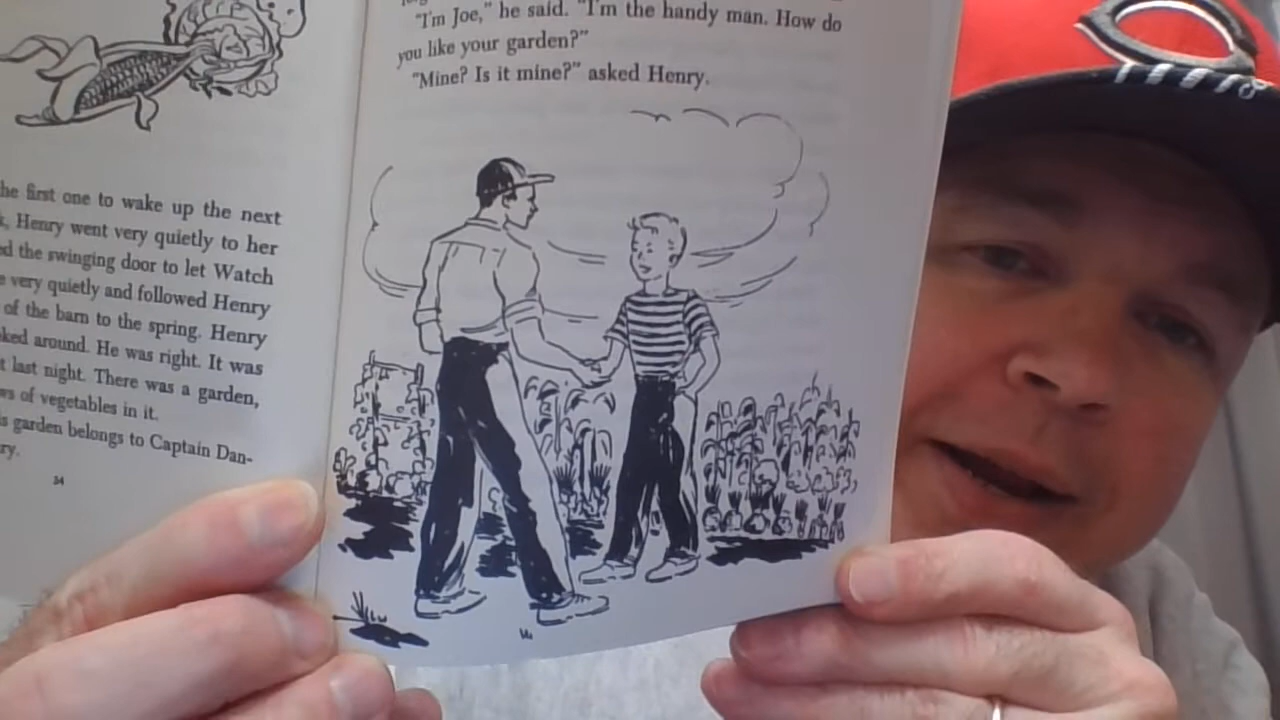 he first one to wake up the next
Henry went very quietly to her
the swinging door to let Watch
very quietly and followed Henry
of the barn to the spring. Henry
ked around. He was right. It was
last night. There was a garden,
ws of vegetables in it.
garden belongs to Captain Dan-
ry.
34
"I'm Joe," he said. "I'm the handy man. How do
you like your garden?"
"Mine? Is it mine?" asked Henry.